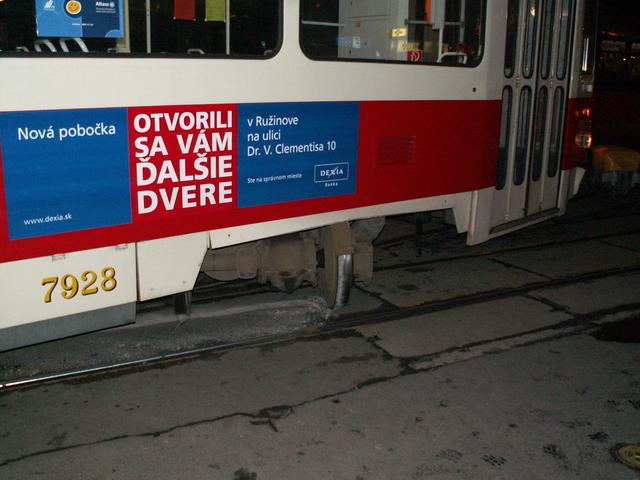 Allianz
Nová pobočka
www.dexia.sk
OTVORILI
SA VÁM
ĎALŠIE
DVERE
v Ružinove
na ulici
Dr. V. Clementisa 10
Ste na správnom mieste
DEXIA
Banka
7928